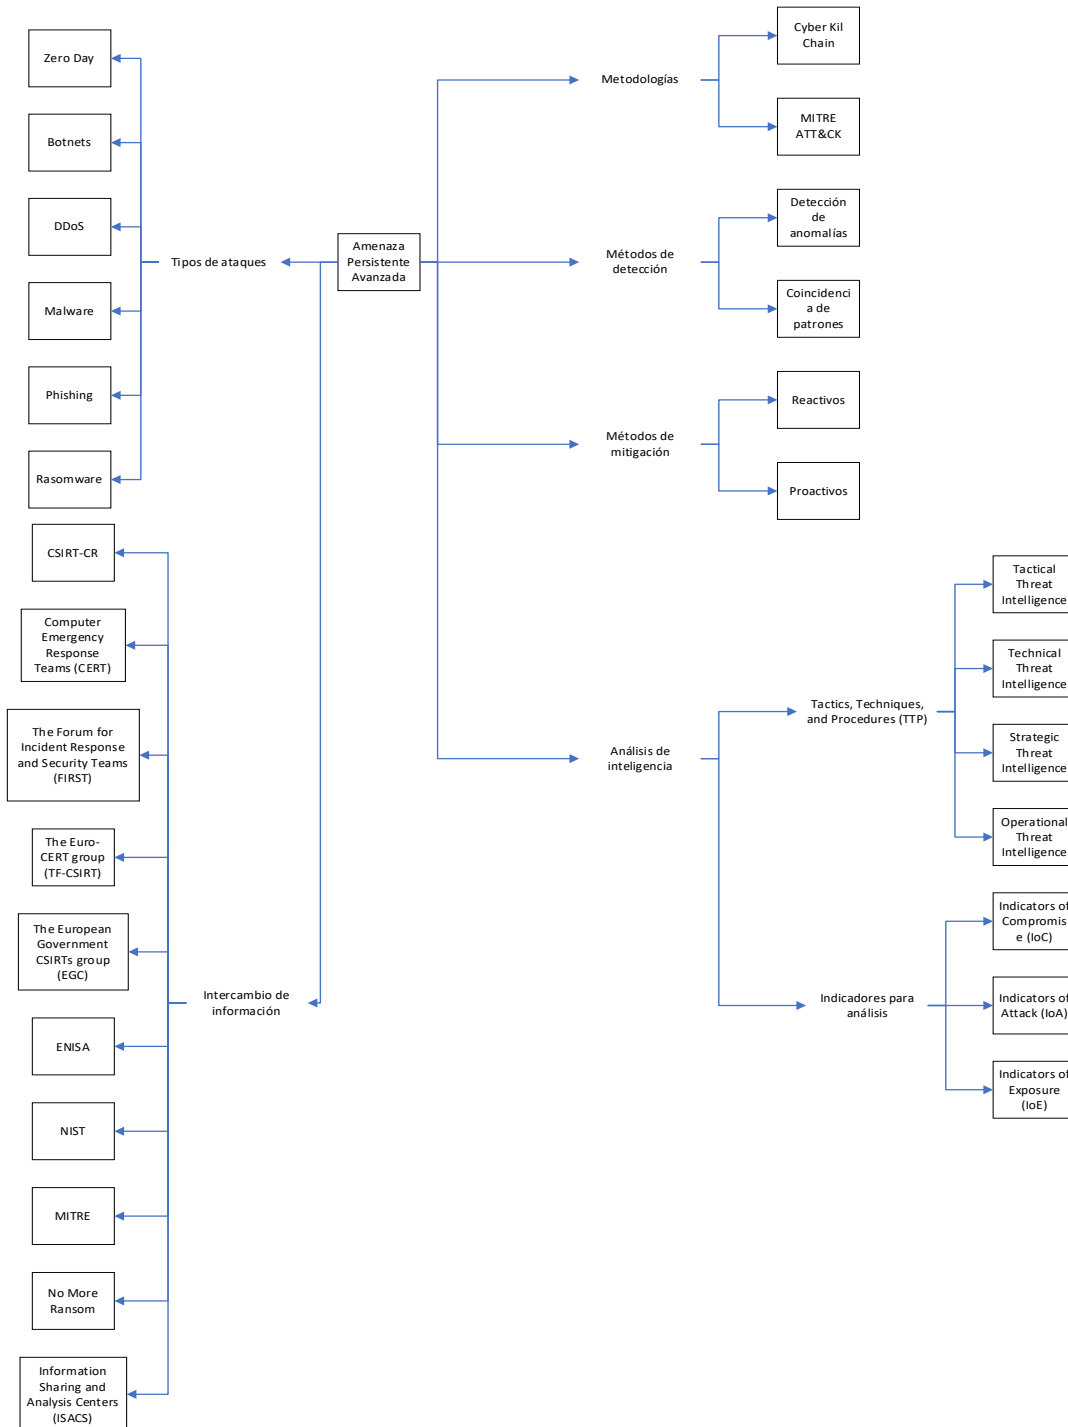 Zero Day
Botnets
DDoS
Malware
Phishing
Rasomware
Tipos de ataques
Amenaza
Persistente
Avanzada
Metodologías
Cyber Kil
Chain
MITRE
ATT&CK
Métodos de
detección
Detección
de
anomalías
Coincidenci
a de
patrones
Métodos de
mitigación
Reactivos
Proactivos
Análisis de
inteligencia
Tactics, Techniques,
and Procedures (TTP)
Tactical
Threat
Intelligence
Technical
Threat
Intelligence
Strategic
Threat
Intelligence
Operational
Threat
Intelligence
Indicadores para
análisis
Indicators of
Compromis
e (IoC)
Indicators of
Attack (IoA)
Indicators of
Exposure
(IoE)
Intercambio de
información
CSIRT-CR
Computer
Emergency
Response
Teams (CERT)
The Forum for
Incident Response
and Security Teams
(FIRST)
The Euro-
CERT group
(TF-CSIRT)
The European
Government
CSIRTs group
(EGC)
ENISA
NIST
MITRE
No More
Ransom
Information
Sharing and
Analysis Centers
(ISACS)